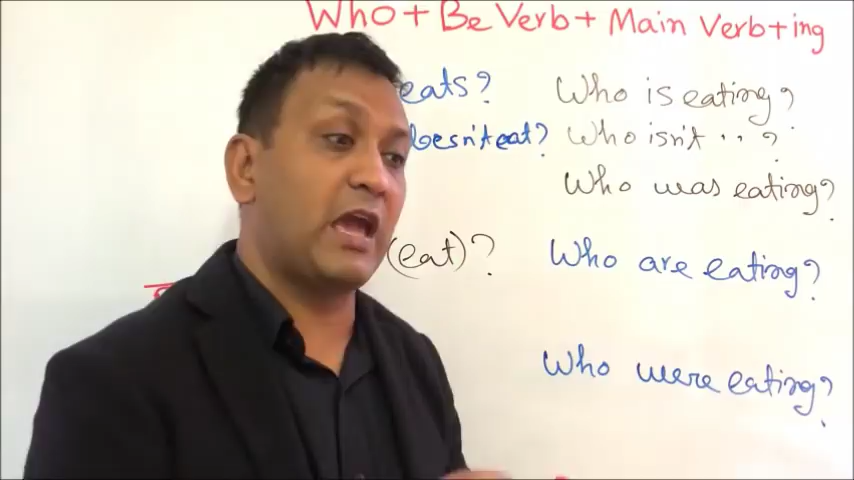 Who + Be Verb + Main Verb + ing
eats? Who is eating?
doesn't eat? Who isn't ...?
Who was eating?
(eat)? Who are eating?
Who were eating?